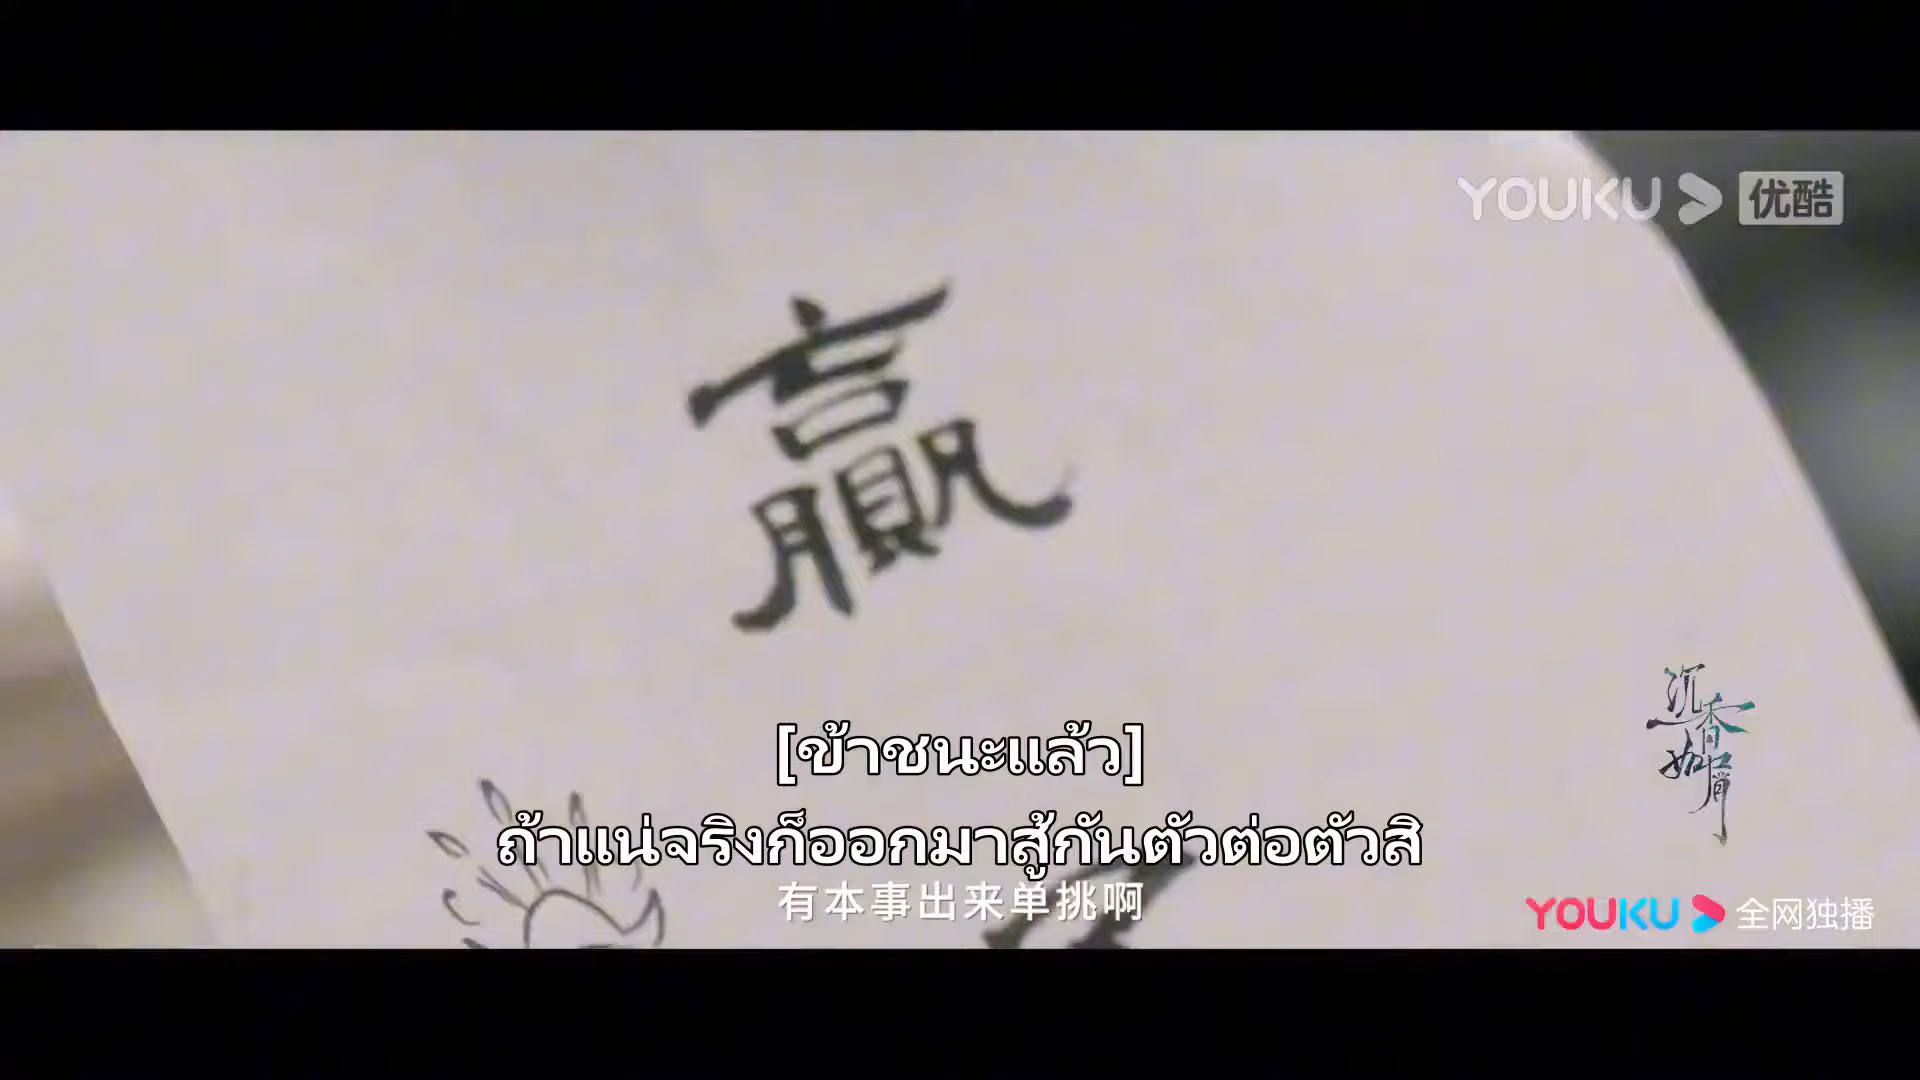 YOUKU 优酷
贏
沉香如屑
[ข้าชนะแล้ว]
ถ้าแน่จริงก็ออกมาสู้กันตัวต่อตัวสิ
有本事出来单挑啊
YOUKU 全网独播